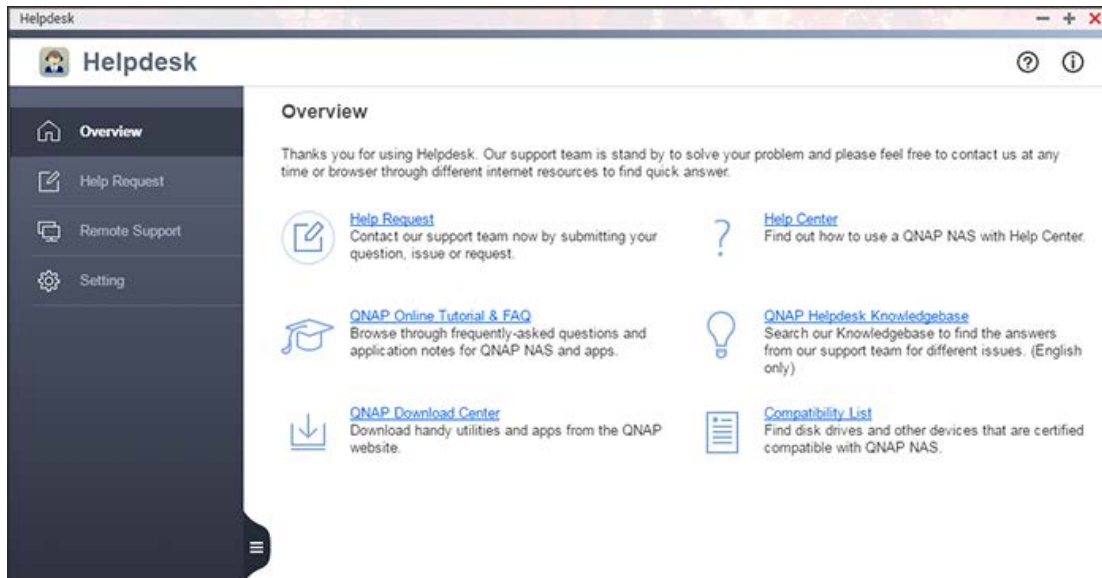 Helpdesk
Helpdesk
Overview
Help Request
Remote Support
Setting
Overview
Thanks you for using Helpdesk. Our support team is stand by to solve your problem and please feel free to contact us at any
time or browser through different internet resources to find quick answer.
Help Request
Contact our support team now by submitting your
question, issue or request.
Help Center
Find out how to use a QNAP NAS with Help Center.
QNAP Online Tutorial & FAQ
Browse through frequently-asked questions and
application notes for QNAP NAS and apps.
QNAP Helpdesk Knowledgebase
Search our Knowledgebase to find the answers
from our support team for different issues. (English
only)
QNAP Download Center
Download handy utilities and apps from the QNAP
website.
Compatibility List
Find disk drives and other devices that are certified
compatible with QNAP NAS.